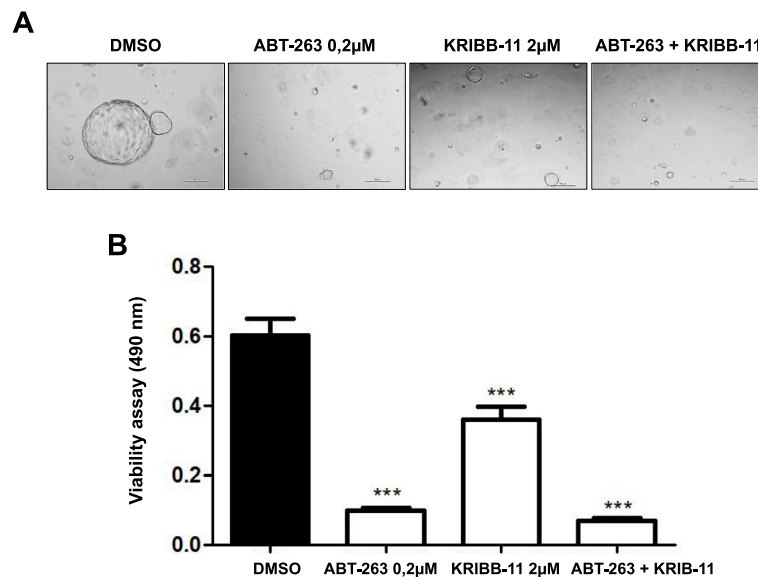 A
DMSO ABT-263 0,2µM KRIBB-11 2µM ABT-263 + KRIBB-11
B
Viability assay (490 nm)
0.8
0.6
0.4
0.2
0.0
***
***
***
DMSO ABT-263 0,2µM KRIBB-11 2µM ABT-263 + KRIB-11